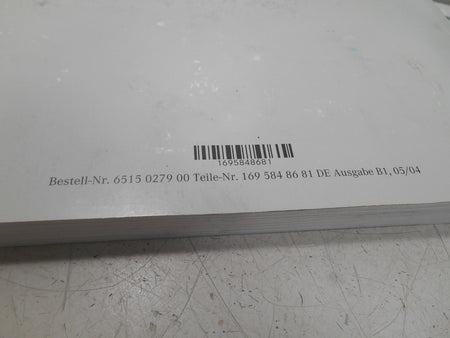 1695848681
Bestell-Nr. 6515 0279 00 Teile-Nr. 169 584 86 81 DE Ausgabe B1, 05/04